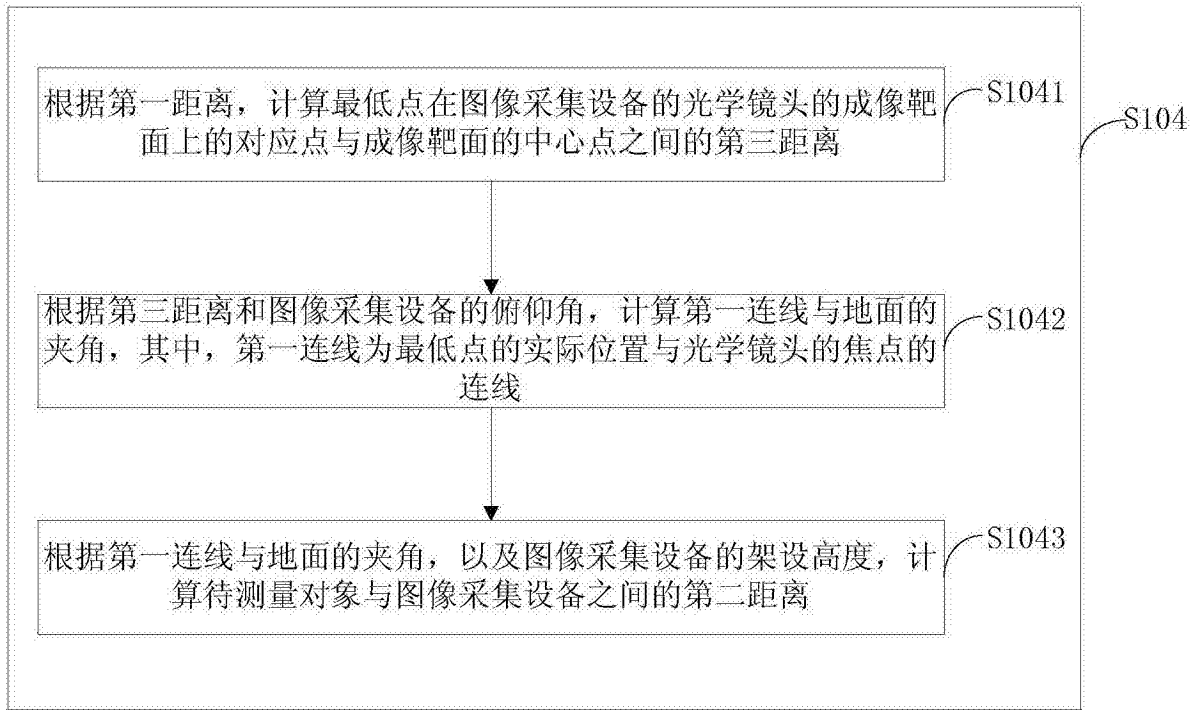 根据第一距离，计算最低点在图像采集设备的光学镜头的成像靶
面上的对应点与成像靶面的中心点之间的第三距离
S1041
S104
根据第三距离和图像采集设备的俯仰角，计算第一连线与地面的
夹角，其中，第一连线为最低点的实际位置与光学镜头的焦点的
连线
S1042
根据第一连线与地面的夹角，以及图像采集设备的架设高度，计
算待测量对象与图像采集设备之间的第二距离
S1043